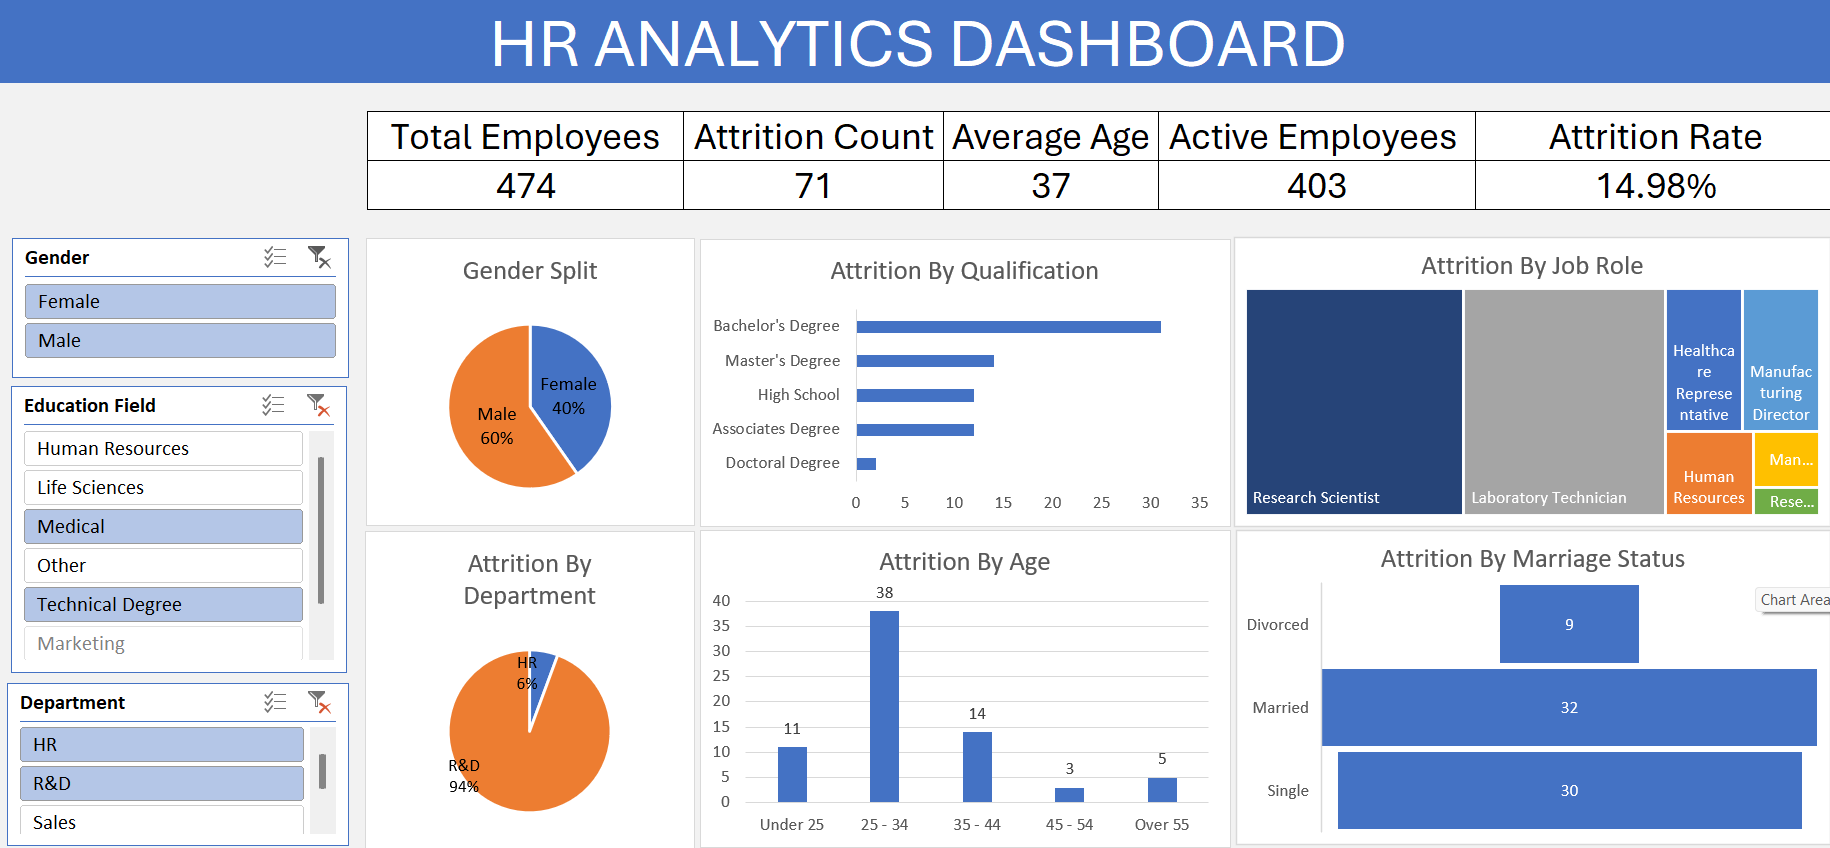 HR ANALYTICS DASHBOARD
Total Employees Attrition Count Average Age Active Employees Attrition Rate
474 71 37 403 14.98%
Gender
Female
Male
Education Field
Human Resources
Life Sciences
Medical
Other
Technical Degree
Marketing
Department
HR
R&D
Sales
Gender Split
Female
40%
Male
60%
Attrition By Qualification
Bachelor's Degree
Master's Degree
High School
Associates Degree
Doctoral Degree
0 5 10 15 20 25 30 35
Attrition By Job Role
Research Scientist
Laboratory Technician
Healthca
re
Represe
ntative
Manufac
turing
Director
Human
Resources
Man...
Rese...
Attrition By
Department
HR
6%
R&D
94%
Attrition By Age
40
35
30
25
20
15
10
5
0
11
38
14
3
5
Under 25 25 - 34 35 - 44 45 - 54 Over 55
Attrition By Marriage Status
Chart Area
Divorced 9
Married 32
Single 30